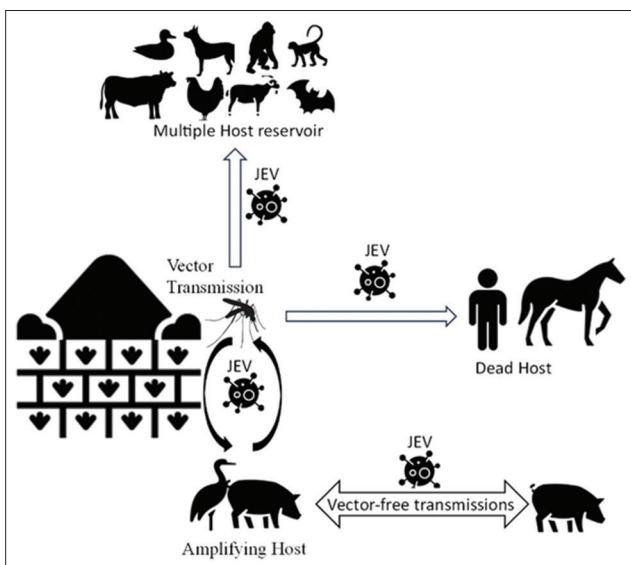 Multiple Host reservoir
JEV
Vector
Transmission
JEV
Dead Host
JEV
JEV
Vector-free transmissions
Amplifying Host